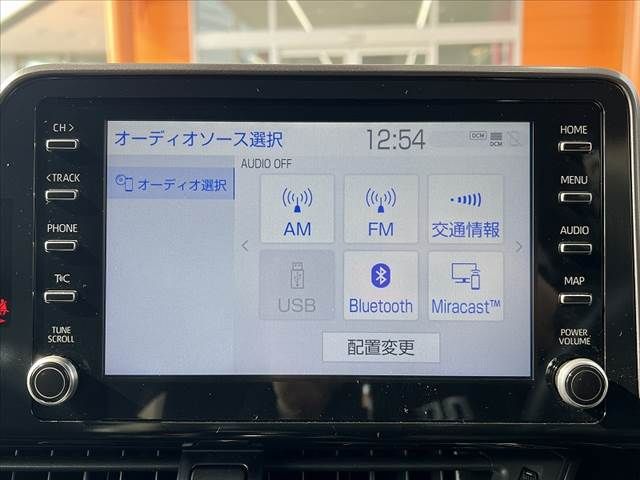 CH >
< TRACK
PHONE
T*C
TUNE
SCROLL
オーディオソース選択
12:54
DCM
DCM
オーディオ選択
AUDIO OFF
AM
FM
交通情報
USB
Bluetooth
Miracast™
配置変更
HOME
MENU
AUDIO
MAP
POWER
VOLUME